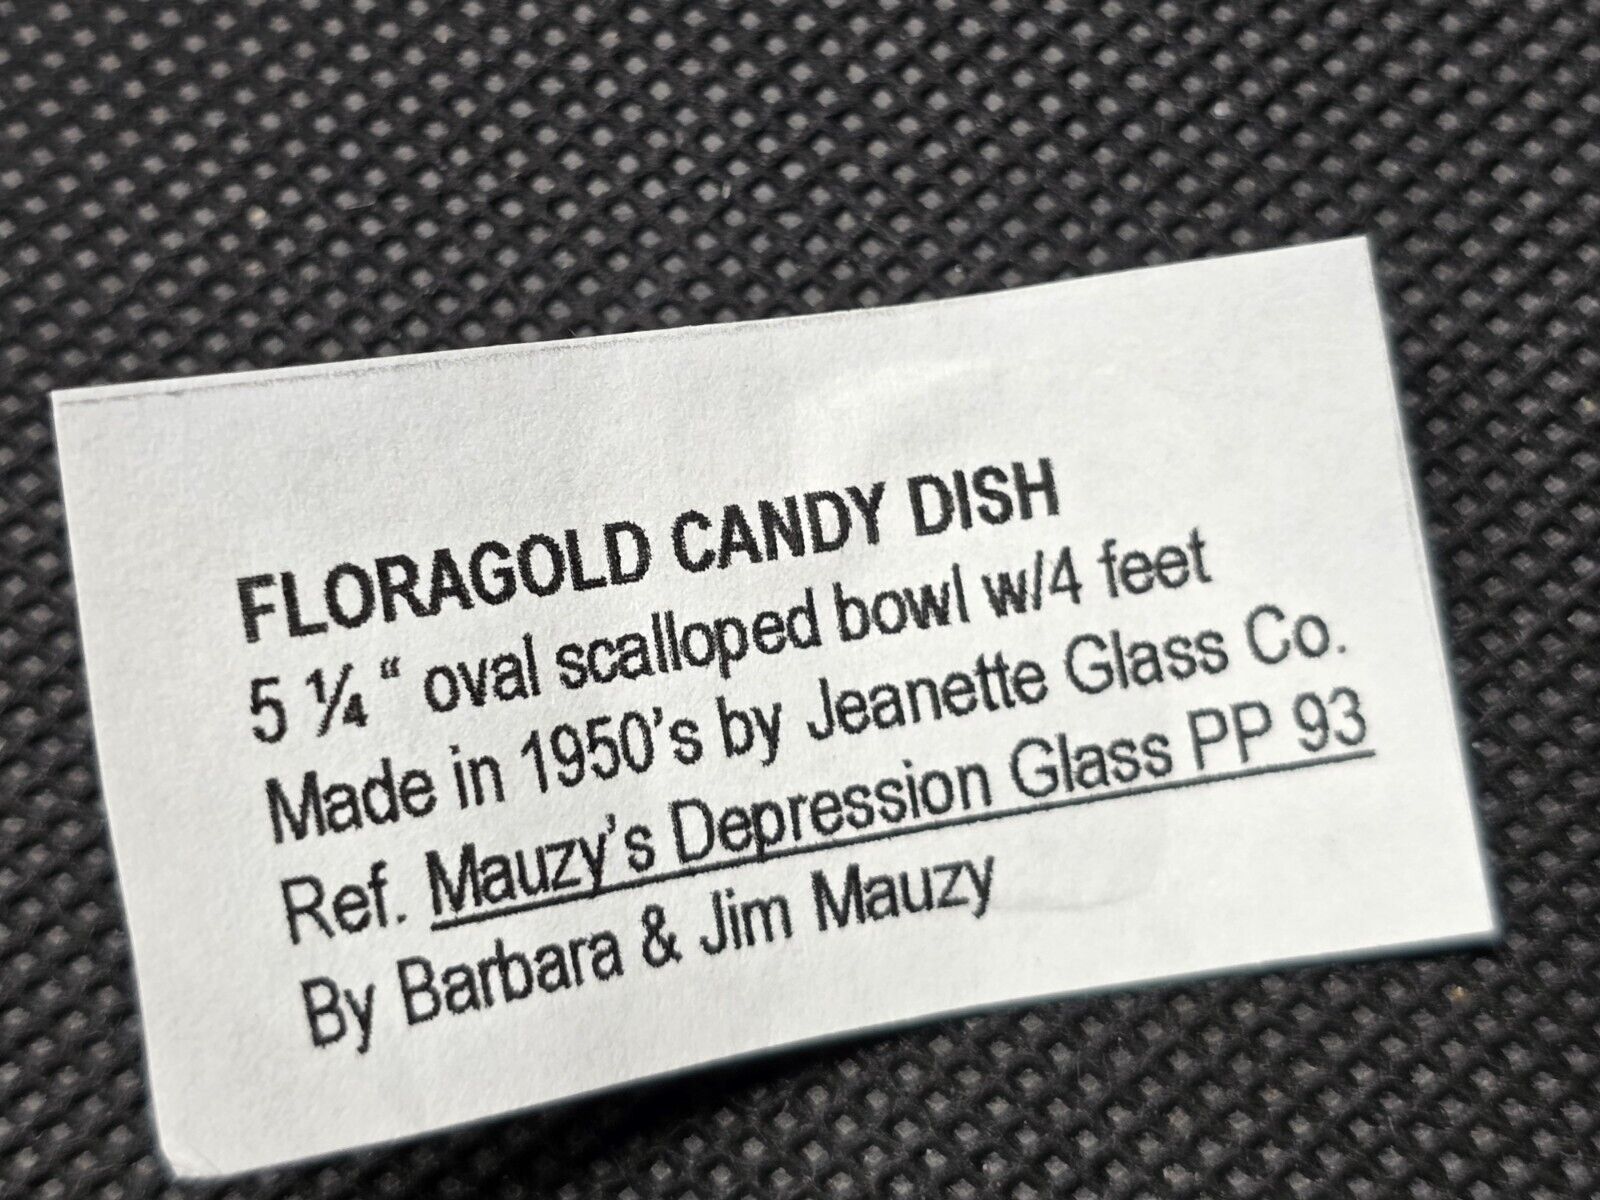 FLORAGOLD CANDY DISH
5 ¼ “ oval scalloped bowl w/4 feet
Made in 1950’s by Jeanette Glass Co.
Ref. Mauzy’s Depression Glass PP 93
By Barbara & Jim Mauzy